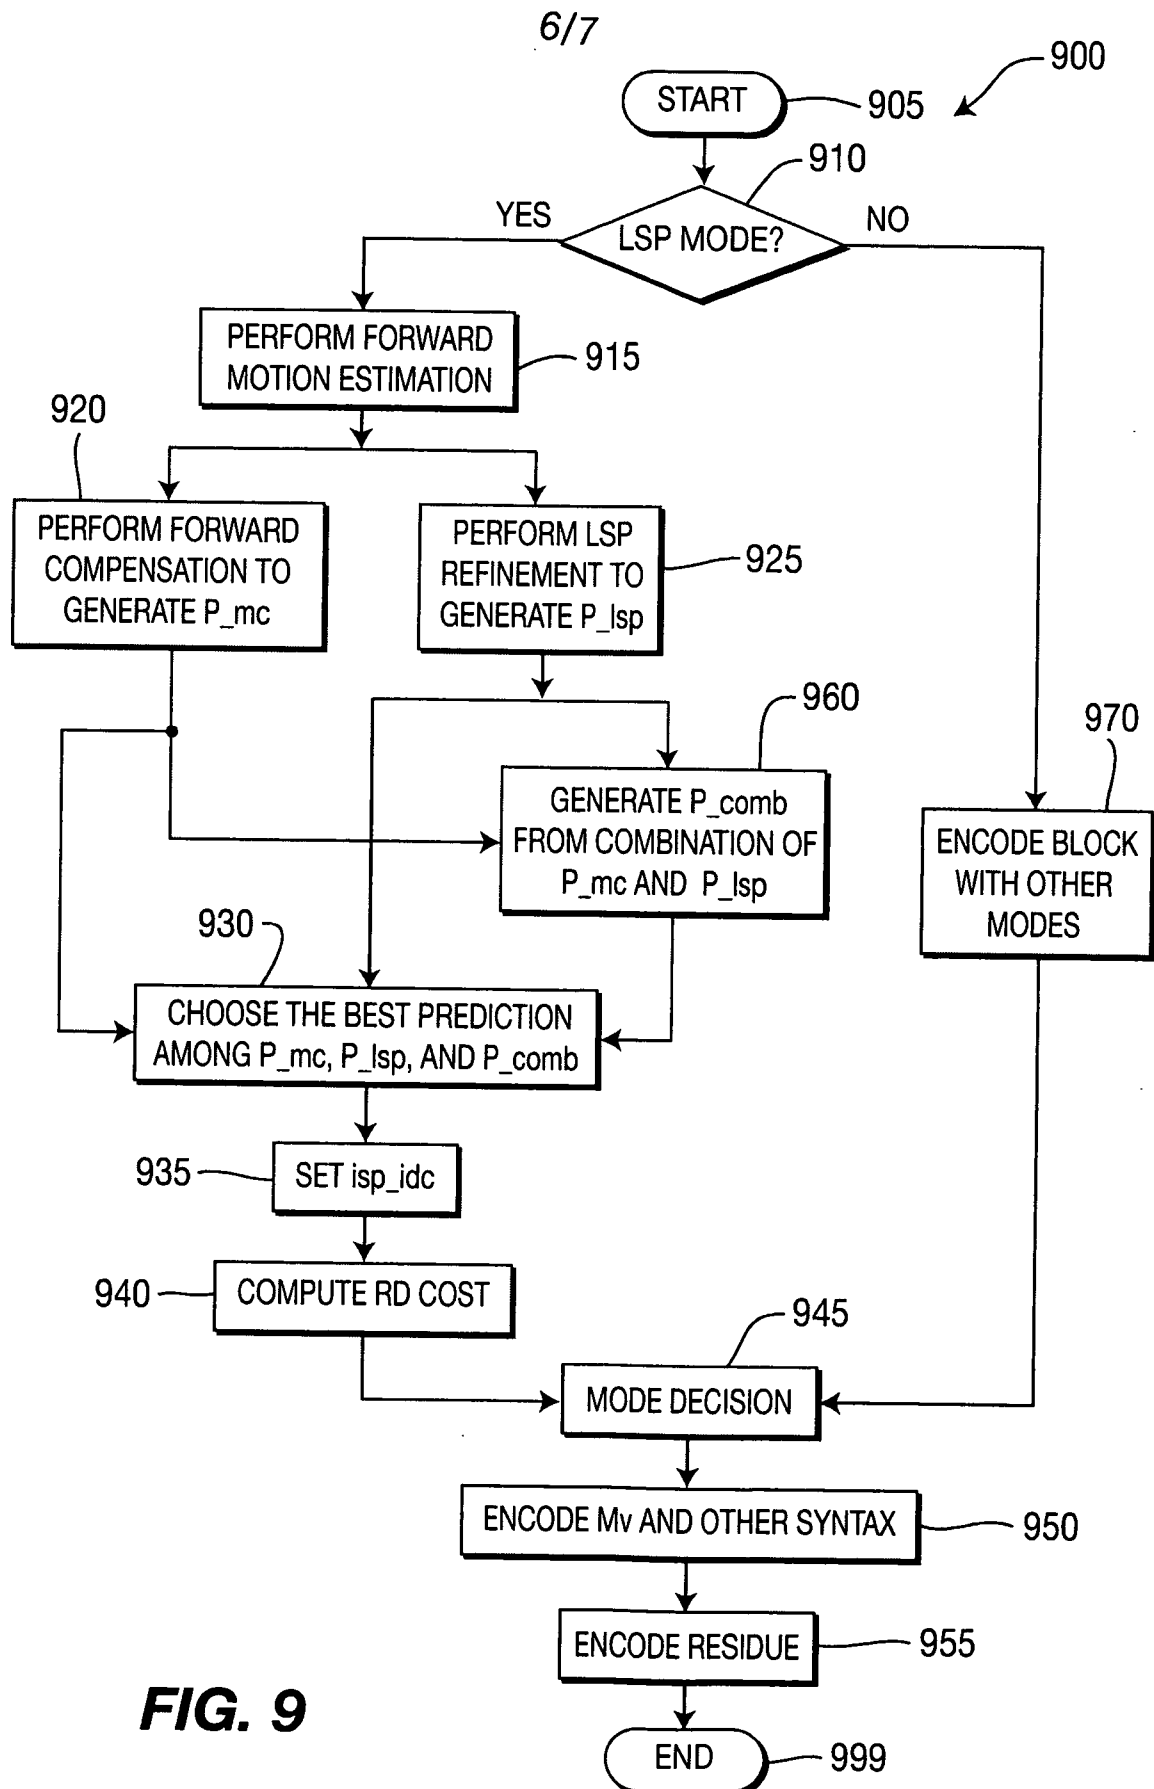 6/7
900
START
905
910
YES
LSP MODE?
NO
PERFORM FORWARD
MOTION ESTIMATION
915
920
PERFORM FORWARD
COMPENSATION TO
GENERATE P_mc
PERFORM LSP
REFINEMENT TO
GENERATE P_lsp
925
960
GENERATE P_comb
FROM COMBINATION OF
P_mc AND P_lsp
970
ENCODE BLOCK
WITH OTHER
MODES
930
CHOOSE THE BEST PREDICTION
AMONG P_mc, P_lsp, AND P_comb
935
SET lsp_idc
940
COMPUTE RD COST
945
MODE DECISION
ENCODE Mv AND OTHER SYNTAX
950
ENCODE RESIDUE
955
FIG. 9
END
999